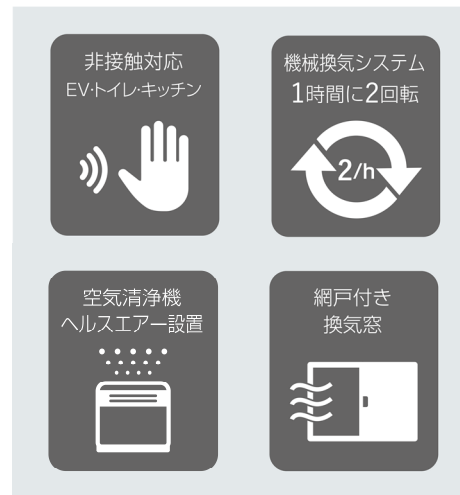 非接触対応
EV・トイレ・キッチン
機械換気システム
1時間に2回転
2/h
空気清浄機
ヘルスエアー設置
網戸付き
換気窓